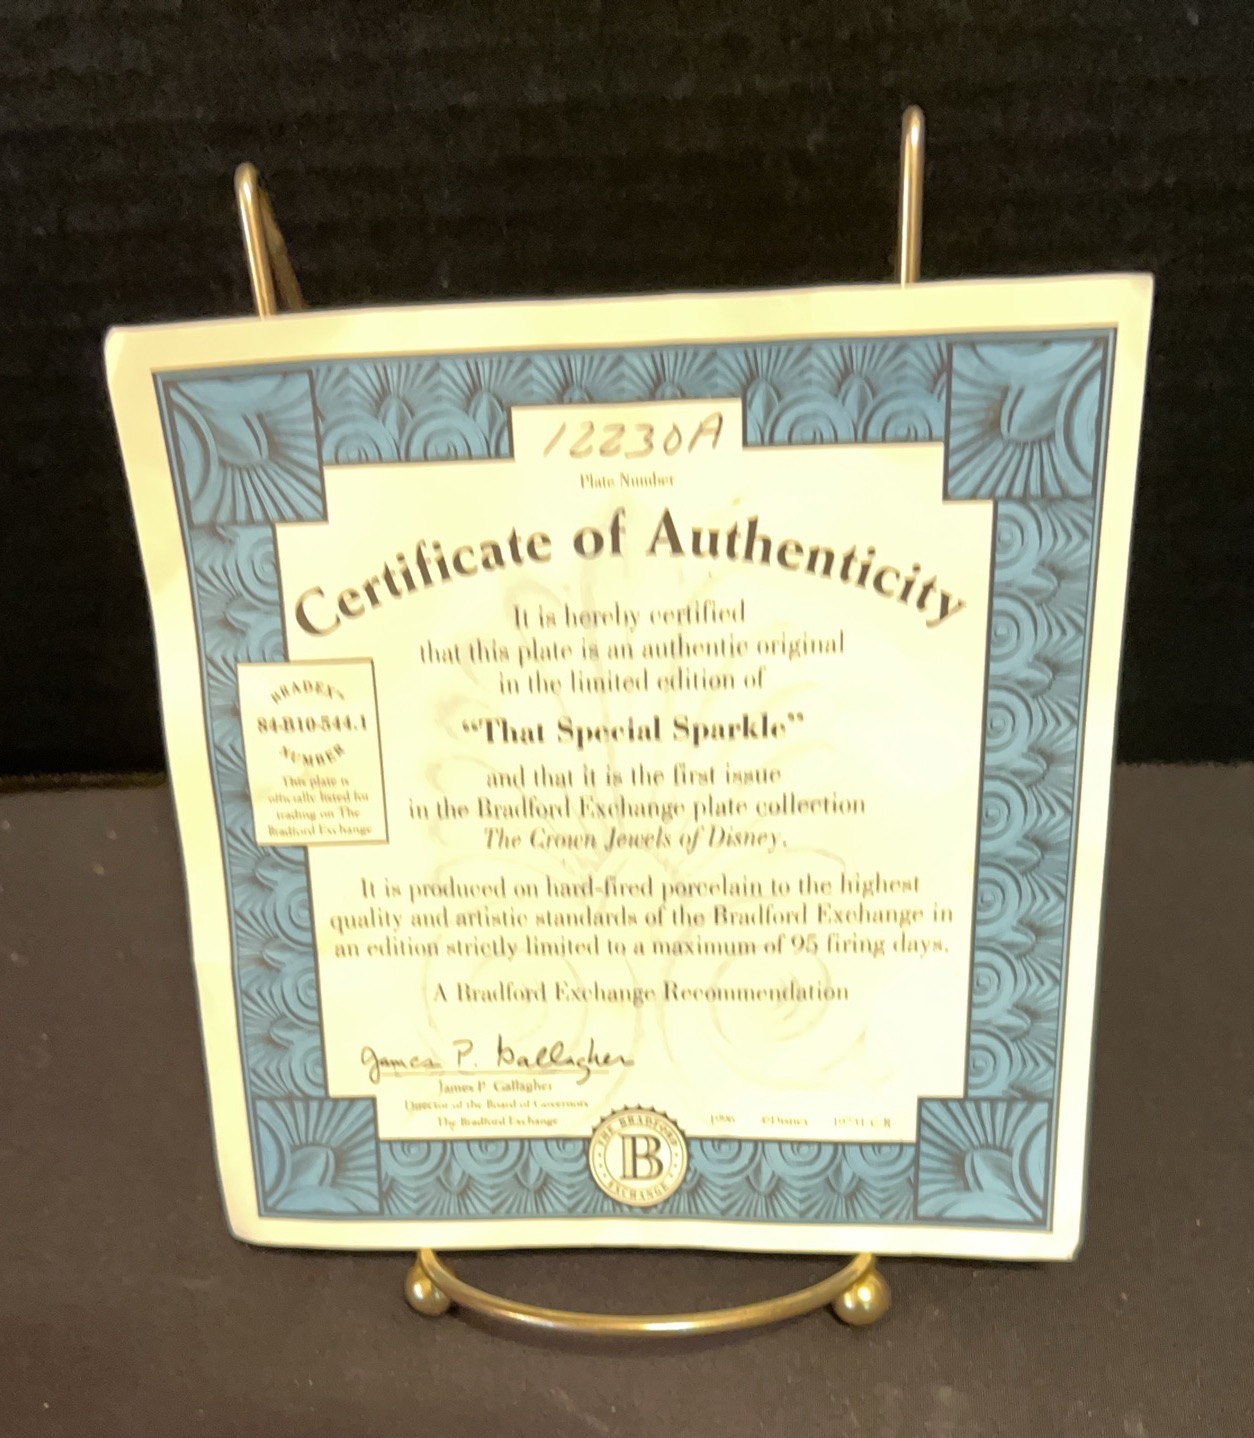 12230A
Plate Number
Certificate of Authenticity
It is hereby certified
that this plate is an authentic original
in the limited edition of
“That Special Sparkle”
and that it is the first issue
in the Bradford Exchange plate collection
The Crown Jewels of Disney.
BRADEX
84-B10-544.1
NUMBER
This plate is
officially listed for
trading on The
Bradford Exchange
It is produced on hard-fired porcelain to the highest
quality and artistic standards of the Bradford Exchange in
an edition strictly limited to a maximum of 95 firing days.
A Bradford Exchange Recommendation
James P. Gallagher
James P. Gallagher
Director of the Board of Governors
The Bradford Exchange
©Disney
THE BRADFORD
B
EXCHANGE